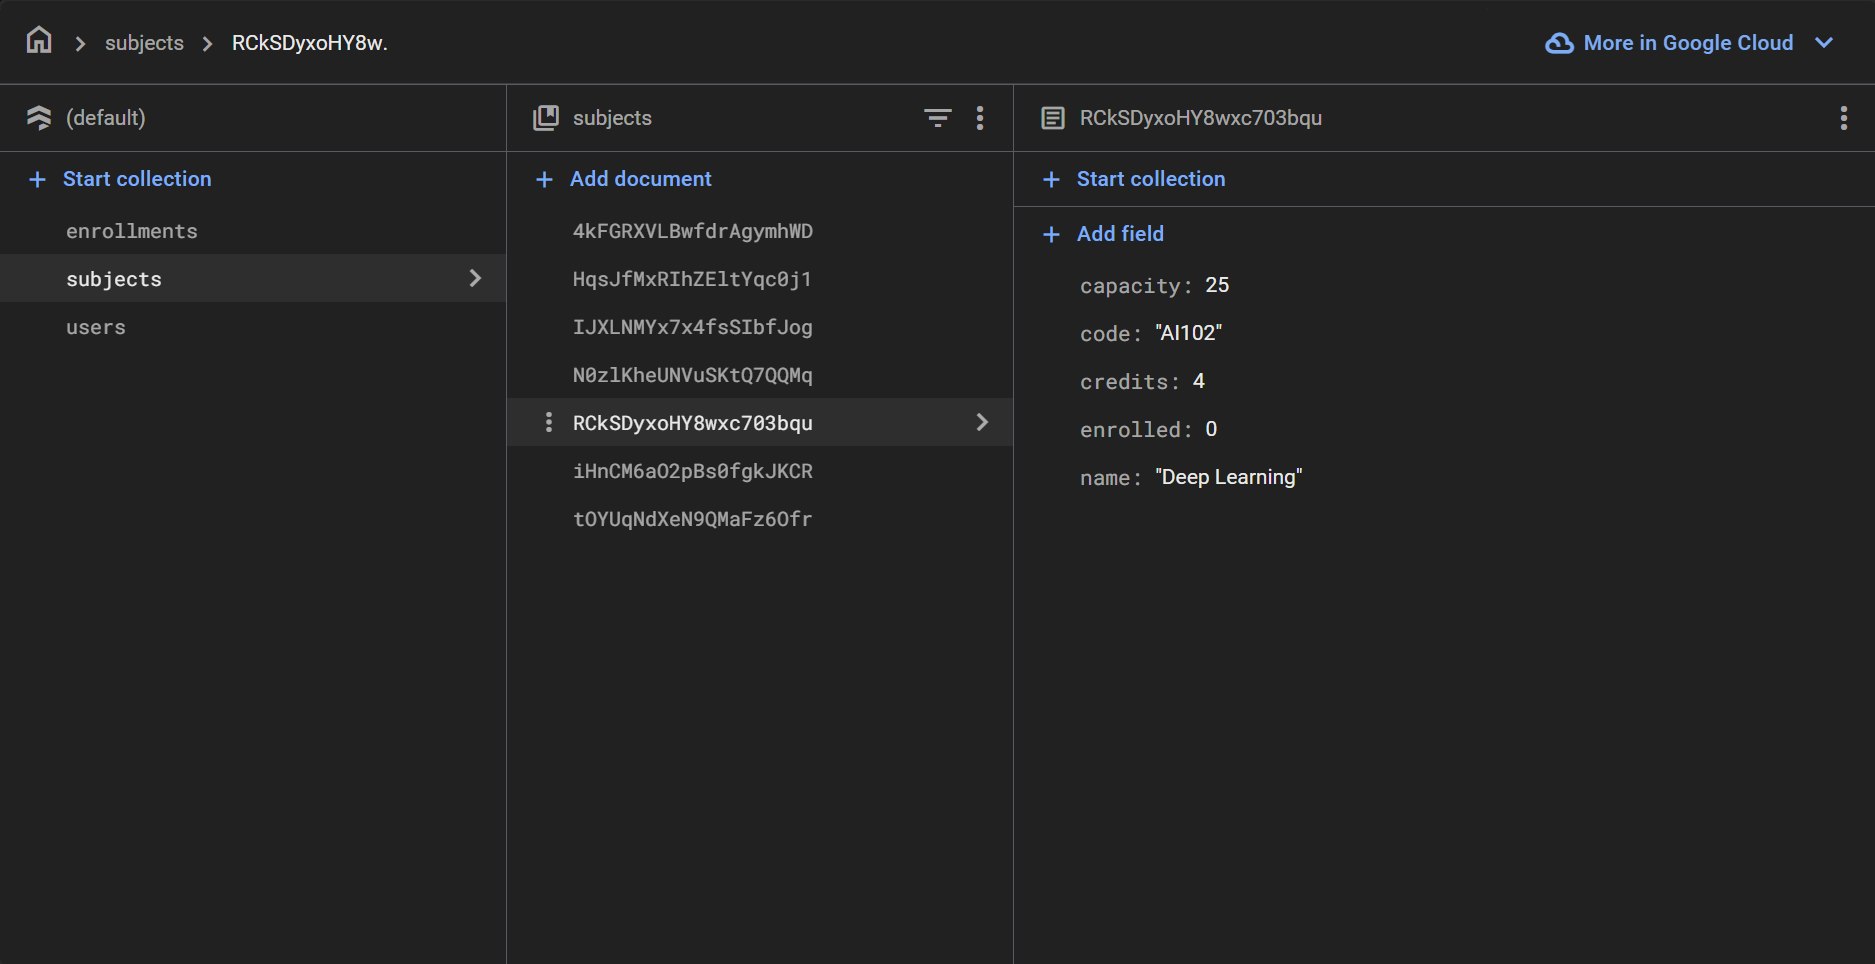 subjects RCkSDyxoHY8w.
More in Google Cloud
(default)
Start collection
enrollments
subjects
users
subjects
Add document
4kFGRXVLBwfdrAgymhWD
HqsJfMxRIhZEltYqc0j1
IJXLNMYx7x4fsSIbfJog
N0zlKheUNVuSKtQ7QQMq
RCkSDyxoHY8wxc703bqu
iHnCM6aO2pBs0fgkJKCR
tOYUqNdXeN9QMaFz6Ofr
RCkSDyxoHY8wxc703bqu
Start collection
Add field
capacity: 25
code: "AI102"
credits: 4
enrolled: 0
name: "Deep Learning"